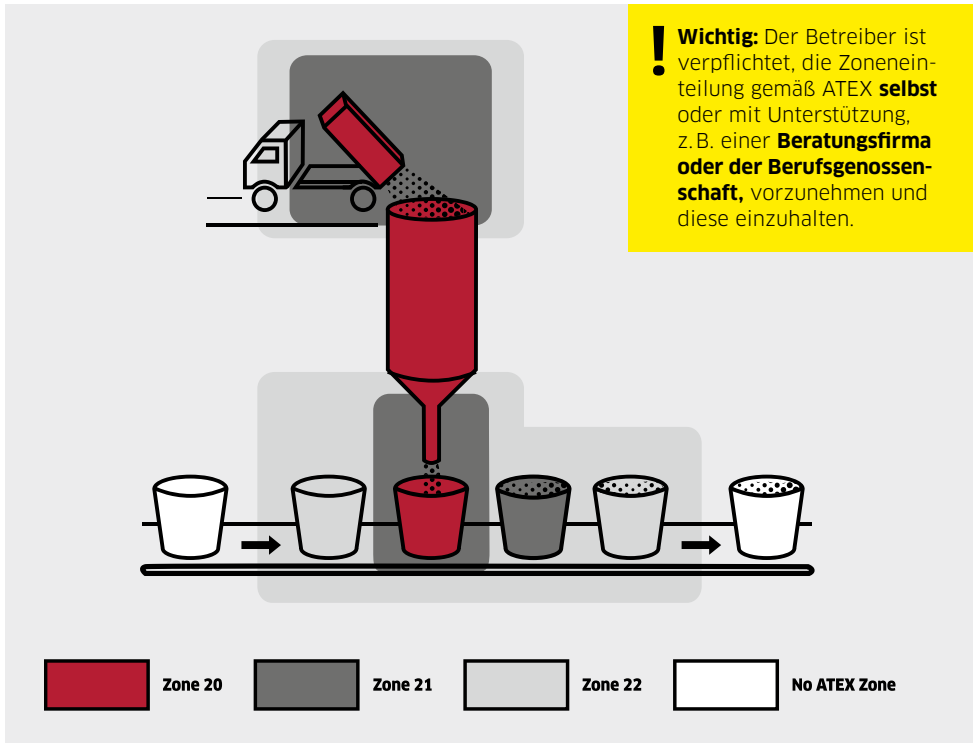 ! Wichtig: Der Betreiber ist
verpflichtet, die Zonenein-
teilung gemäß ATEX selbst
oder mit Unterstützung,
z. B. einer Beratungsfirma
oder der Berufsgenossen-
schaft, vorzunehmen und
diese einzuhalten.
Zone 20
Zone 21
Zone 22
No ATEX Zone